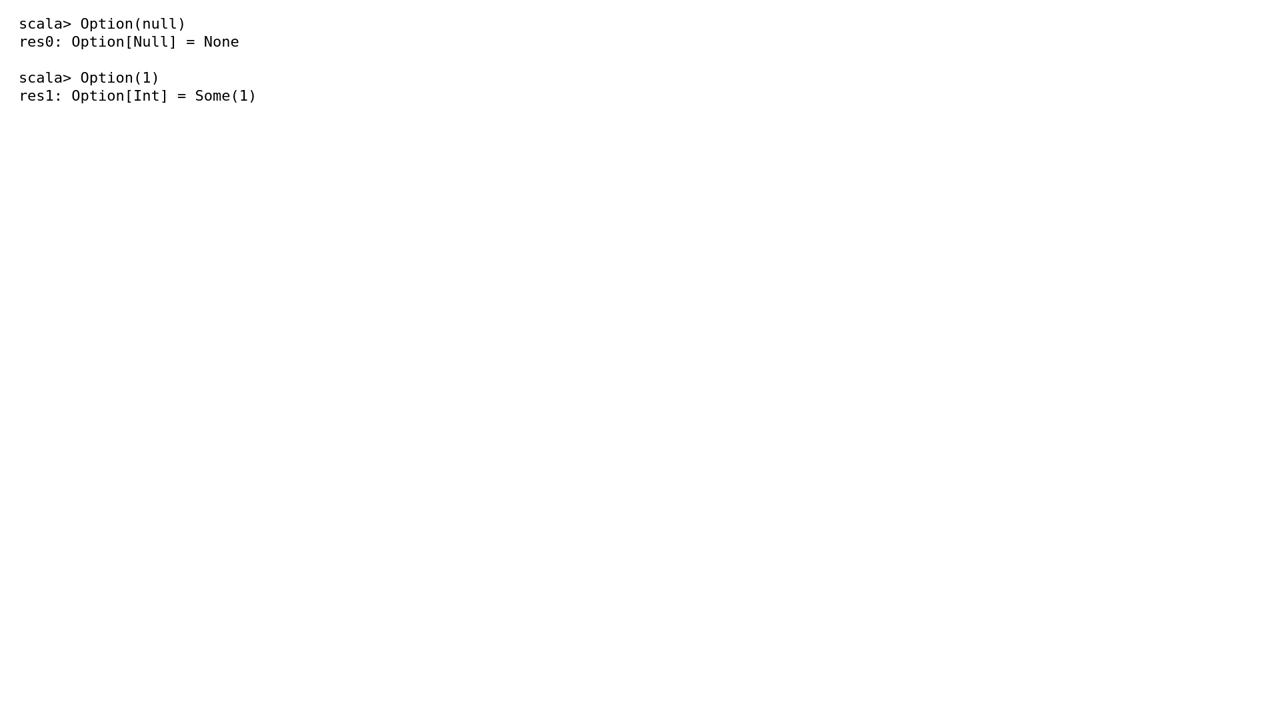 scala> Option(null)
res0: Option[Null] = None

scala> Option(1)
res1: Option[Int] = Some(1)